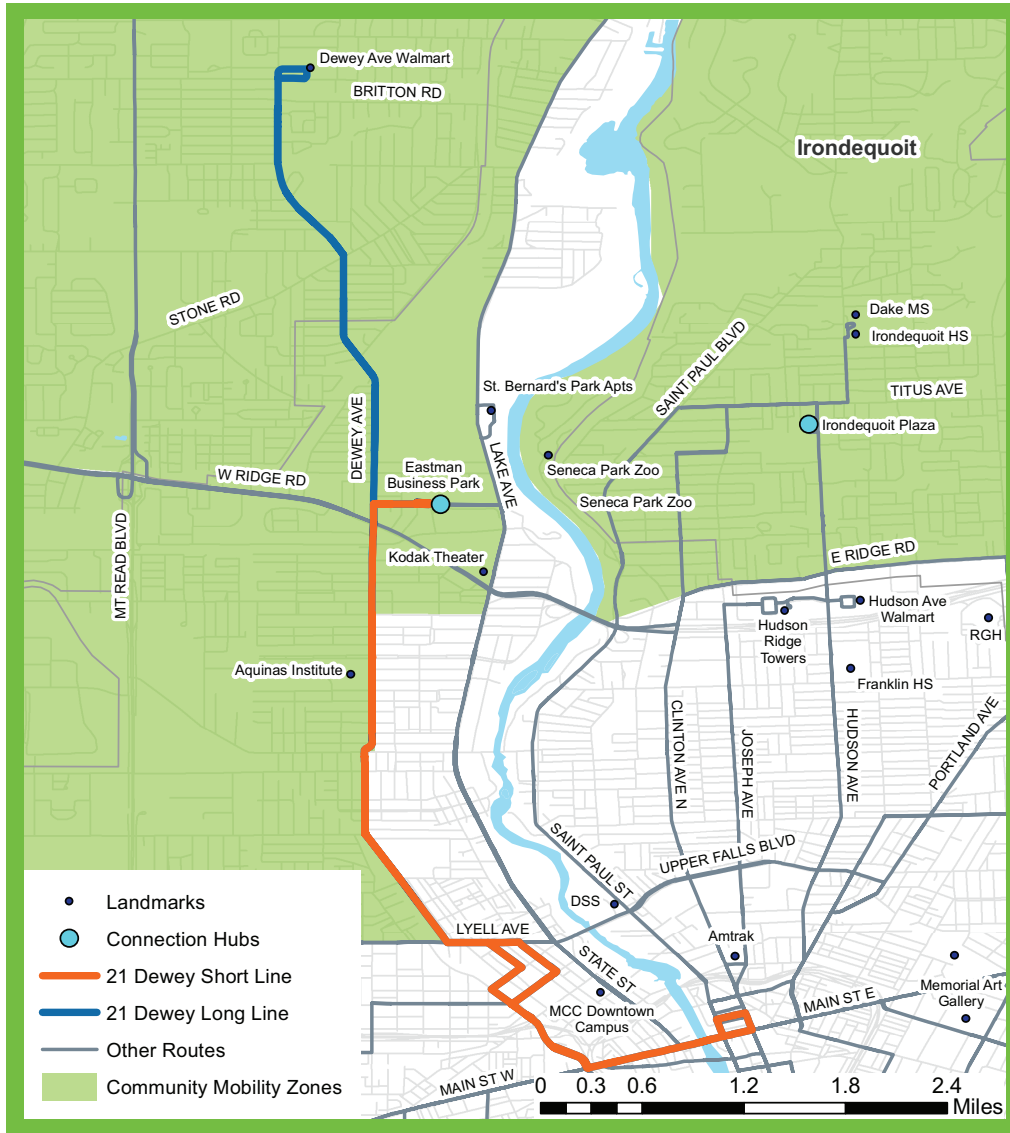 Dewey Ave Walmart
BRITTON RD
Irondequoit
STONE RD
Dake MS
Irondequoit HS
SAINT PAUL BLVD
St. Bernard's Park Apts
TITUS AVE
DEWEY AVE
Irondequoit Plaza
LAKE AVE
Eastman
Business Park
Seneca Park Zoo
W RIDGE RD
Seneca Park Zoo
MT READ BLVD
E RIDGE RD
Kodak Theater
Hudson Ave
Walmart
Hudson
Ridge
Towers
RGH
Aquinas Institute
Franklin HS
CLINTON AVE N
JOSEPH AVE
HUDSON AVE
PORTLAND AVE
SAINT PAUL ST
UPPER FALLS BLVD
DSS
LYELL AVE
Amtrak
STATE ST
MCC Downtown
Campus
MAIN ST E
Memorial Art
Gallery
MAIN ST W
Landmarks
Connection Hubs
21 Dewey Short Line
21 Dewey Long Line
Other Routes
Community Mobility Zones
0 0.3 0.6 1.2 1.8 2.4
Miles